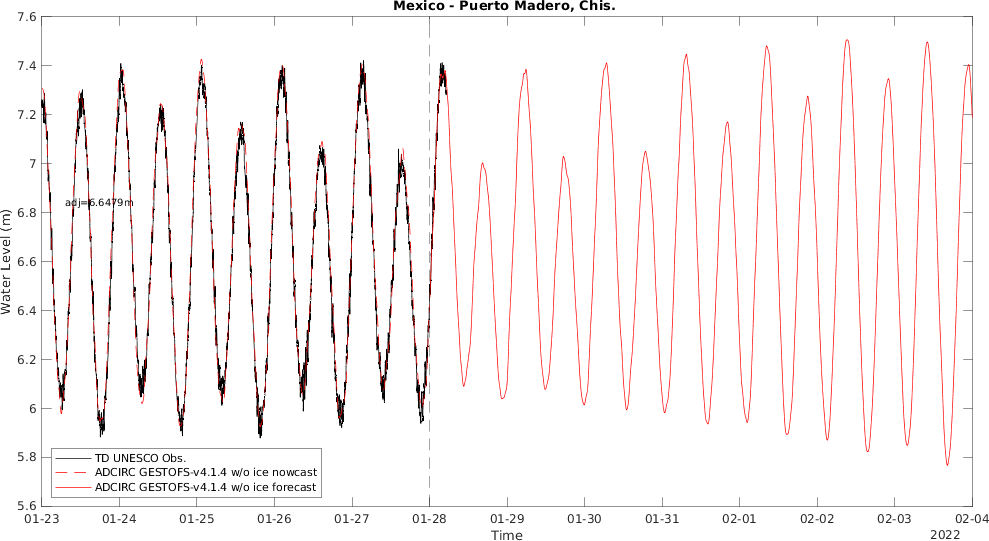 Mexico - Puerto Madero, Chis.
7.6
7.4
7.2
7
6.8
6.6
6.4
6.2
6
5.8
5.6
Water Level (m)
adj=6.6479m
TD UNESCO Obs.
ADCIRC GESTOFS-v4.1.4 w/o ice nowcast
ADCIRC GESTOFS-v4.1.4 w/o ice forecast
01-23 01-24 01-25 01-26 01-27 01-28 01-29 01-30 01-31 02-01 02-02 02-03 02-04
Time
2022